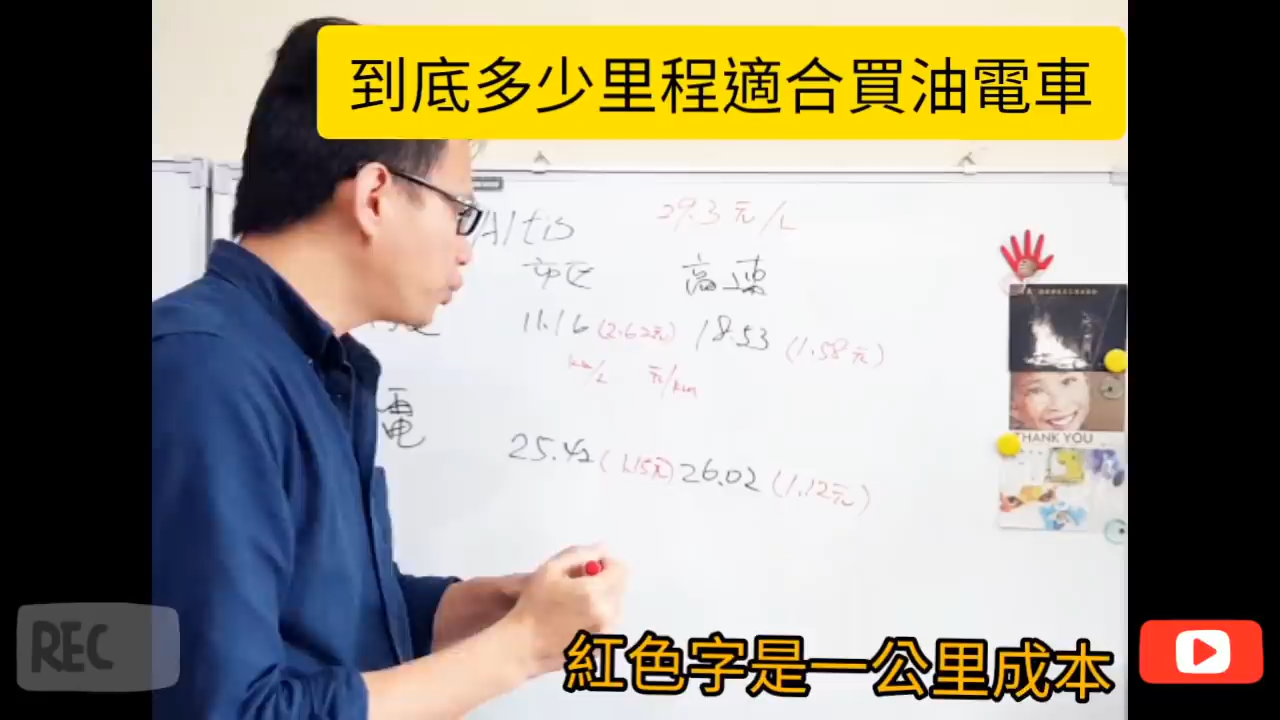 到底多少里程適合買油電車
Altis 29.3元/L
市区 高速
11.16 (2.62元) 18.53 (1.58元)
km/L 元/km
電
25.42 (1.15元) 26.02 (1.12元)
THANK YOU
紅色字是一公里成本
REC